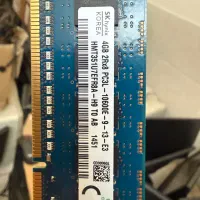 SK hynix
KOREA
4GB 2Rx8 PC3L-10600E-9-13-E3
HMT351U7EFR8A-H9 T0 AB 1451